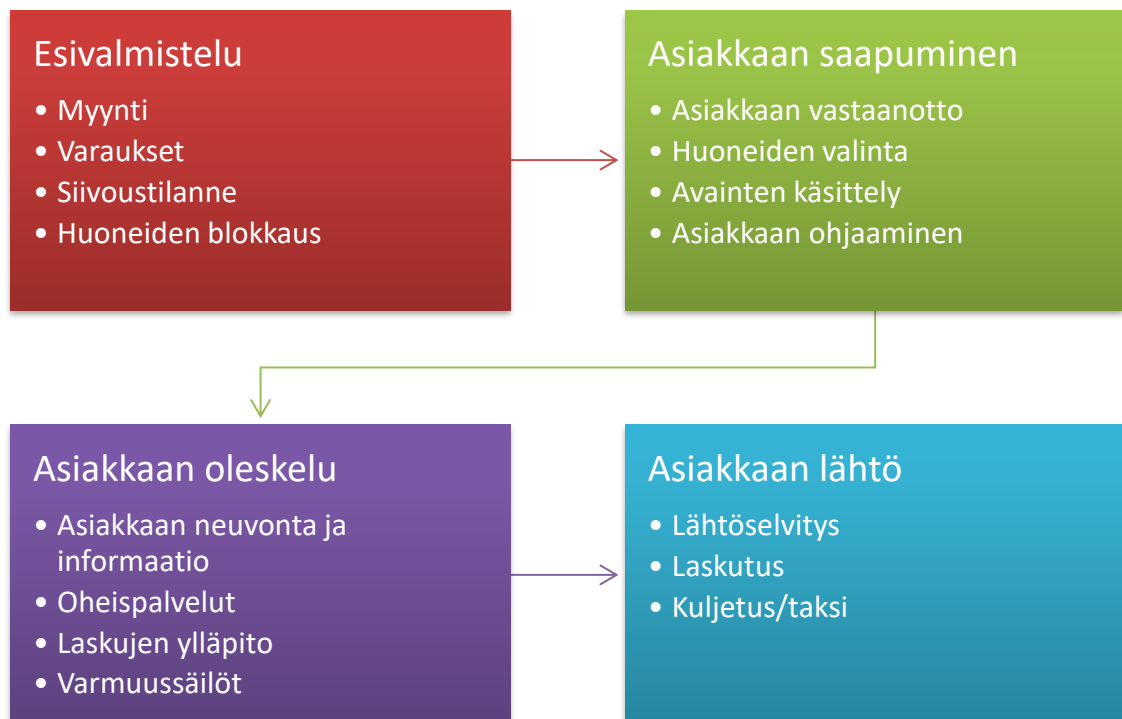 Esivalmistelu
• Myynti
• Varaukset
• Siivoustilanne
• Huoneiden blokkaus
Asiakkaan saapuminen
• Asiakkaan vastaanotto
• Huoneiden valinta
• Avainten käsittely
• Asiakkaan ohjaaminen
Asiakkaan oleskelu
• Asiakkaan neuvonta ja
informaatio
• Oheispalvelut
• Laskujen ylläpito
• Varmuussäilöt
Asiakkaan lähtö
• Lähtöselvitys
• Laskutus
• Kuljetus/taksi